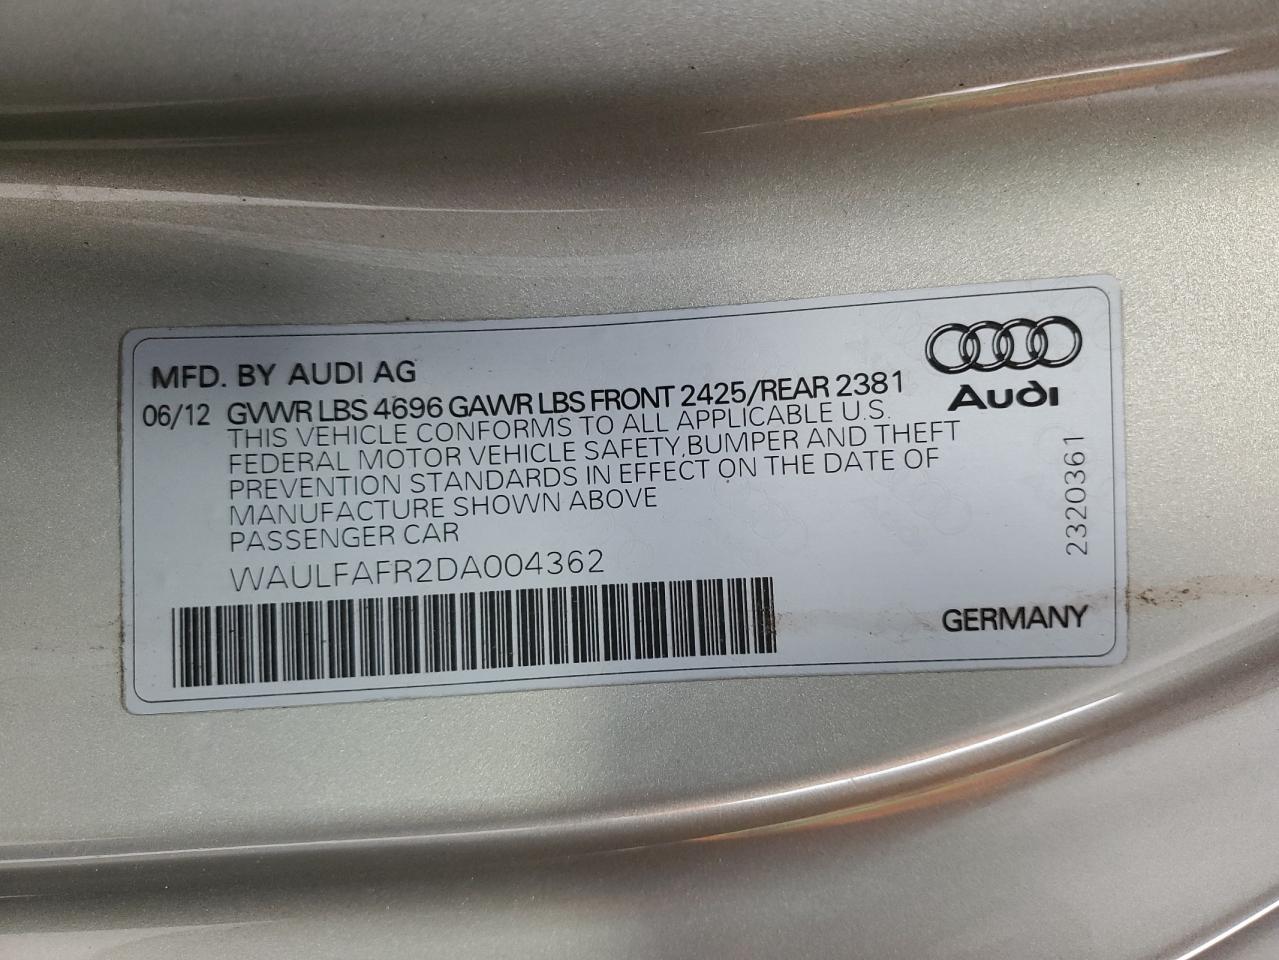 MFD. BY AUDI AG
06/12 GVWR LBS 4696 GAWR LBS FRONT 2425/REAR 2381
THIS VEHICLE CONFORMS TO ALL APPLICABLE U.S.
FEDERAL MOTOR VEHICLE SAFETY,BUMPER AND THEFT
PREVENTION STANDARDS IN EFFECT ON THE DATE OF
MANUFACTURE SHOWN ABOVE
PASSENGER CAR
WAULFAFR2DA004362
Audi
2320361
GERMANY